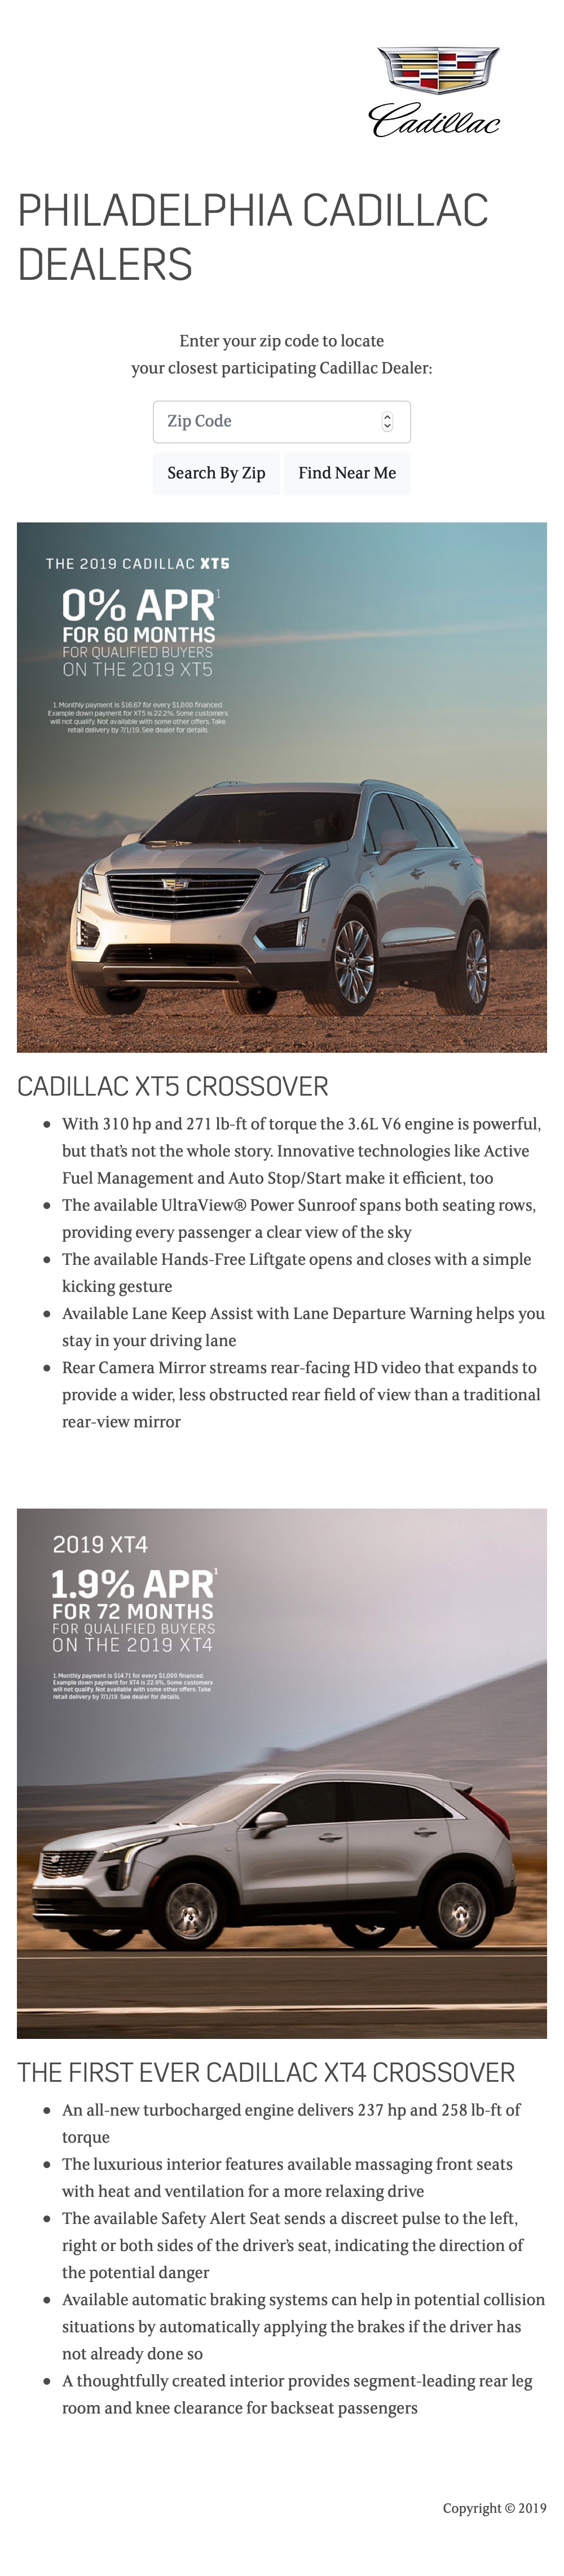 Cadillac
PHILADELPHIA CADILLAC
DEALERS
Enter your zip code to locate
your closest participating Cadillac Dealer:
Zip Code
Search By Zip
Find Near Me
THE 2019 CADILLAC XT5
0% APR1
FOR 60 MONTHS
FOR QUALIFIED BUYERS
ON THE 2019 XT5
1. Monthly payment is $16.67 for every $1,000 financed.
Example down payment for XT5 is 22.2%. Some customers
will not qualify. Not available with some other offers. Take
retail delivery by 7/1/19. See dealer for details.
CADILLAC XT5 CROSSOVER
• With 310 hp and 271 lb-ft of torque the 3.6L V6 engine is powerful,
but that’s not the whole story. Innovative technologies like Active
Fuel Management and Auto Stop/Start make it efficient, too
• The available UltraView® Power Sunroof spans both seating rows,
providing every passenger a clear view of the sky
• The available Hands-Free Liftgate opens and closes with a simple
kicking gesture
• Available Lane Keep Assist with Lane Departure Warning helps you
stay in your driving lane
• Rear Camera Mirror streams rear-facing HD video that expands to
provide a wider, less obstructed rear field of view than a traditional
rear-view mirror
2019 XT4
1.9% APR1
FOR 72 MONTHS
FOR QUALIFIED BUYERS
ON THE 2019 XT4
1. Monthly payment is $14.71 for every $1,000 financed.
Example down payment for XT4 is 22.6%. Some customers
will not qualify. Not available with some other offers. Take
retail delivery by 7/1/19. See dealer for details.
THE FIRST EVER CADILLAC XT4 CROSSOVER
• An all-new turbocharged engine delivers 237 hp and 258 lb-ft of
torque
• The luxurious interior features available massaging front seats
with heat and ventilation for a more relaxing drive
• The available Safety Alert Seat sends a discreet pulse to the left,
right or both sides of the driver’s seat, indicating the direction of
the potential danger
• Available automatic braking systems can help in potential collision
situations by automatically applying the brakes if the driver has
not already done so
• A thoughtfully created interior provides segment-leading rear leg
room and knee clearance for backseat passengers
Copyright © 2019